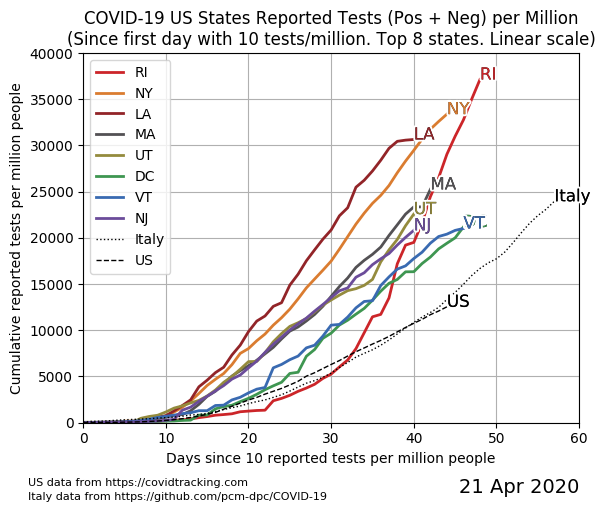 COVID-19 US States Reported Tests (Pos + Neg) per Million
(Since first day with 10 tests/million. Top 8 states. Linear scale)
Cumulative reported tests per million people
40000
35000
30000
25000
20000
15000
10000
5000
0
RI
NY
LA
MA
UT
DC
VT
NJ
Italy
US
RI
NY
LA
MA
Italy
UT
VT
NJ
US
0
10
20
30
40
50
60
Days since 10 reported tests per million people
US data from https://covidtracking.com
Italy data from https://github.com/pcm-dpc/COVID-19
21 Apr 2020